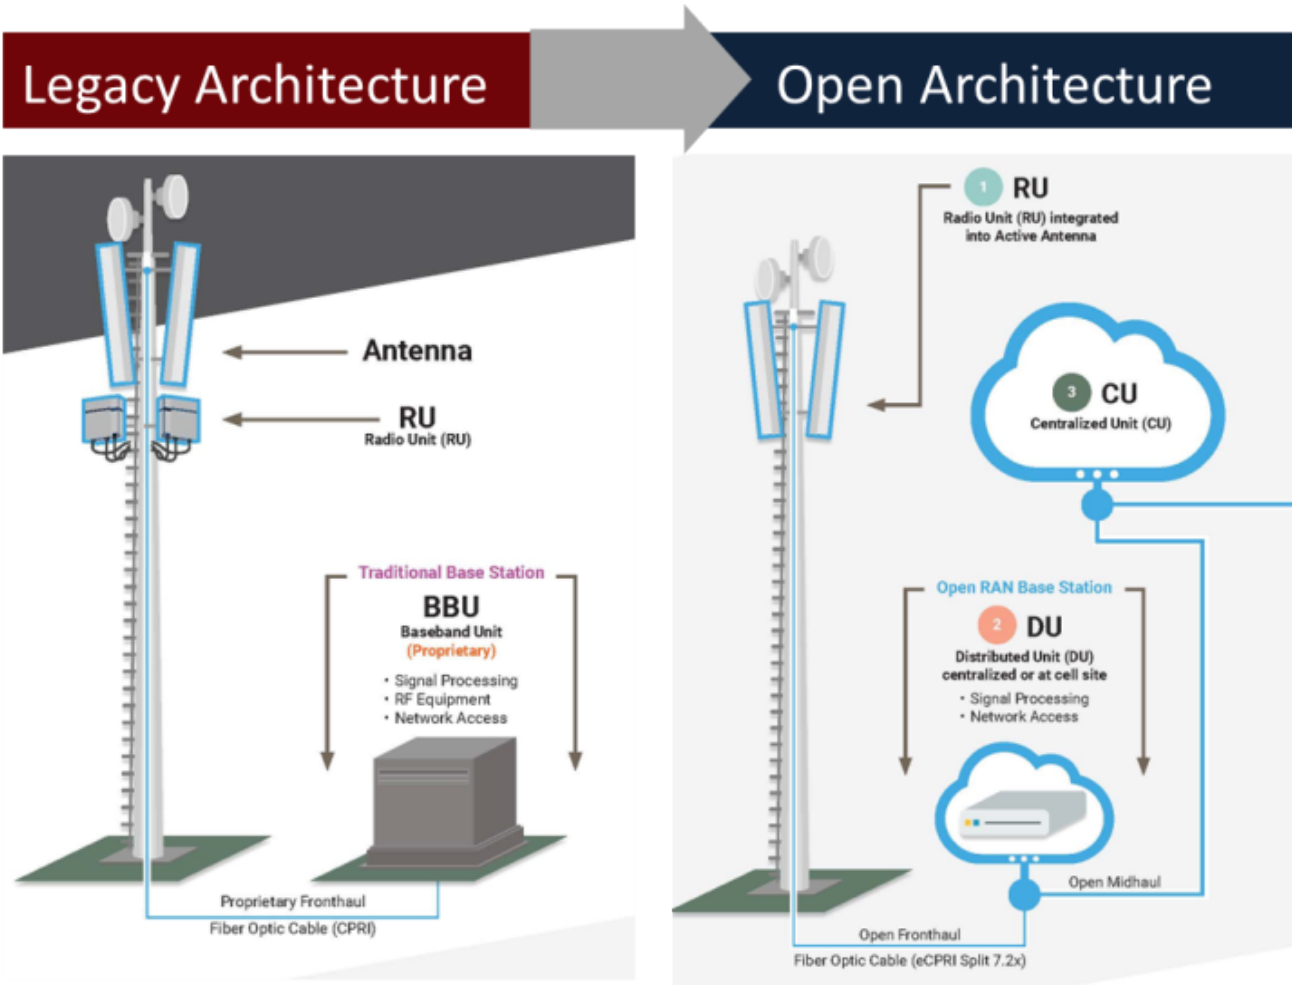 Legacy Architecture
Open Architecture
Antenna
RU
Radio Unit (RU)
Traditional Base Station
BBU
Baseband Unit
(Proprietary)
• Signal Processing
• RF Equipment
• Network Access
Proprietary Fronthaul
Fiber Optic Cable (CPRI)
1 RU
Radio Unit (RU) integrated
into Active Antenna
3 CU
Centralized Unit (CU)
Open RAN Base Station
2 DU
Distributed Unit (DU)
centralized or at cell site
• Signal Processing
• Network Access
Open Midhaul
Open Fronthaul
Fiber Optic Cable (eCPRI Split 7.2x)